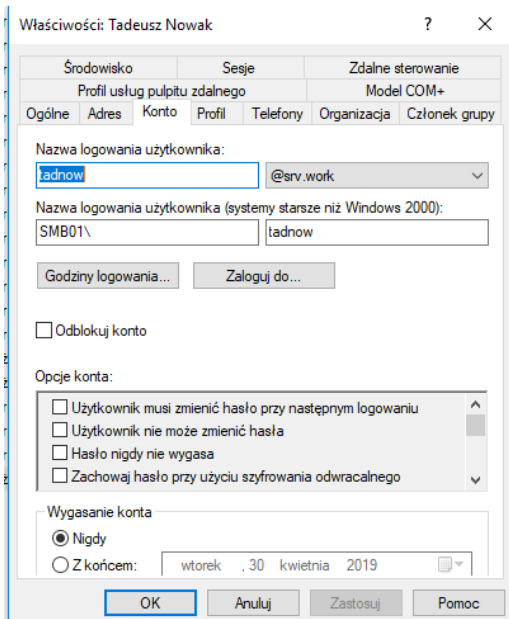 Właściwości: Tadeusz Nowak ? ×
Środowisko Sesje Zdalne sterowanie
Profil usług pulpitu zdalnego Model COM+
Ogólne Adres Konto Profil Telefony Organizacja Członek grupy
Nazwa logowania użytkownika:
tadnow @srv.work
Nazwa logowania użytkownika (systemy starsze niż Windows 2000):
SMB01\ tadnow
Godziny logowania... Zaloguj do...
Odblokuj konto
Opcje konta:
Użytkownik musi zmienić hasło przy następnym logowaniu
Użytkownik nie może zmienić hasła
Hasło nigdy nie wygasa
Zachowaj hasło przy użyciu szyfrowania odwracalnego
Wygasanie konta
Nigdy
Z końcem: wtorek , 30 kwietnia 2019
OK Anuluj Zastosuj Pomoc